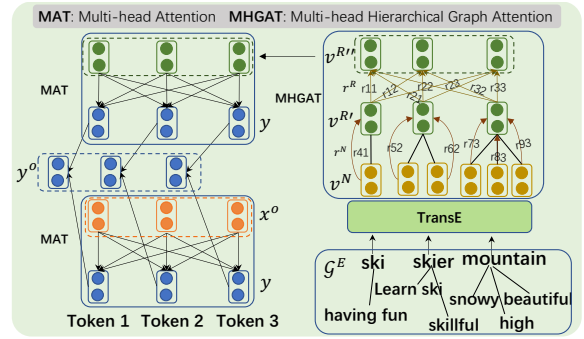 MAT: Multi-head Attention MHGAT: Multi-head Hierarchical Graph Attention
MAT
y
y^o
x^o
MAT
y
Token 1 Token 2 Token 3
MHGAT
v^{R''}
r^R r11 r12 r21 r22 r23 r32 r33
v^{R'}
r^N r41 r52 r62 r73 r83 r93
v^N
TransE
𝒢^E ski skier mountain
Learn ski snowy beautiful
having fun skillful high